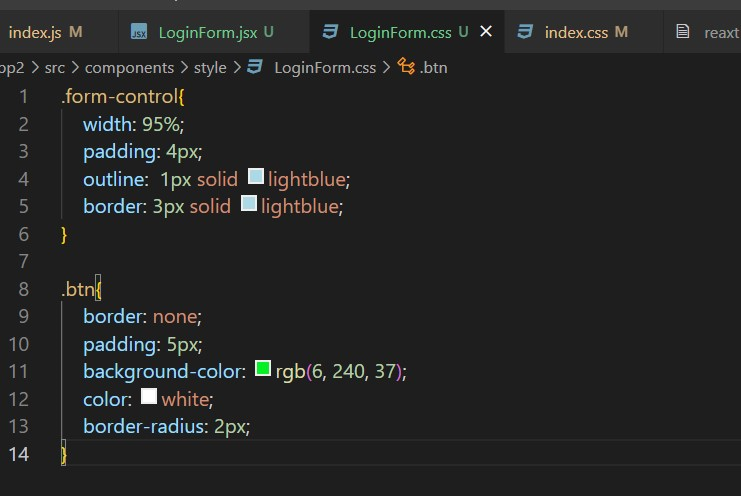 index.js M LoginForm.jsx U LoginForm.css U index.css M reaxt
pp2 > src > components > style > LoginForm.css > .btn
1 .form-control{
2 width: 95%;
3 padding: 4px;
4 outline:  1px solid lightblue;
5 border: 3px solid lightblue;
6 }
7
8 .btn{
9 border: none;
10 padding: 5px;
11 background-color: rgb(6, 240, 37);
12 color: white;
13 border-radius: 2px;
14 }